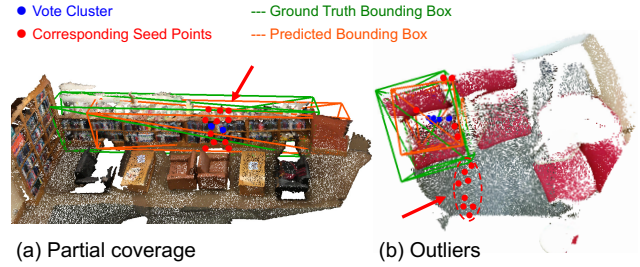 Vote Cluster
--- Ground Truth Bounding Box
Corresponding Seed Points
--- Predicted Bounding Box
(a) Partial coverage
(b) Outliers